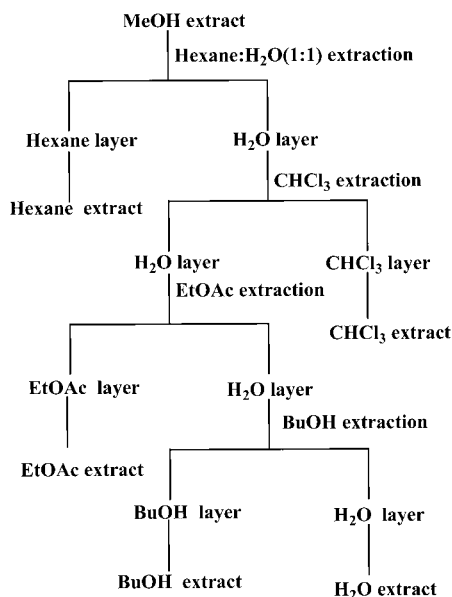 MeOH extract
Hexane:H₂O(1:1) extraction
Hexane layer
H₂O layer
CHCl₃ extraction
Hexane extract
H₂O layer
CHCl₃ layer
EtOAc extraction
CHCl₃ extract
EtOAc layer
H₂O layer
BuOH extraction
EtOAc extract
BuOH layer
H₂O layer
BuOH extract
H₂O extract